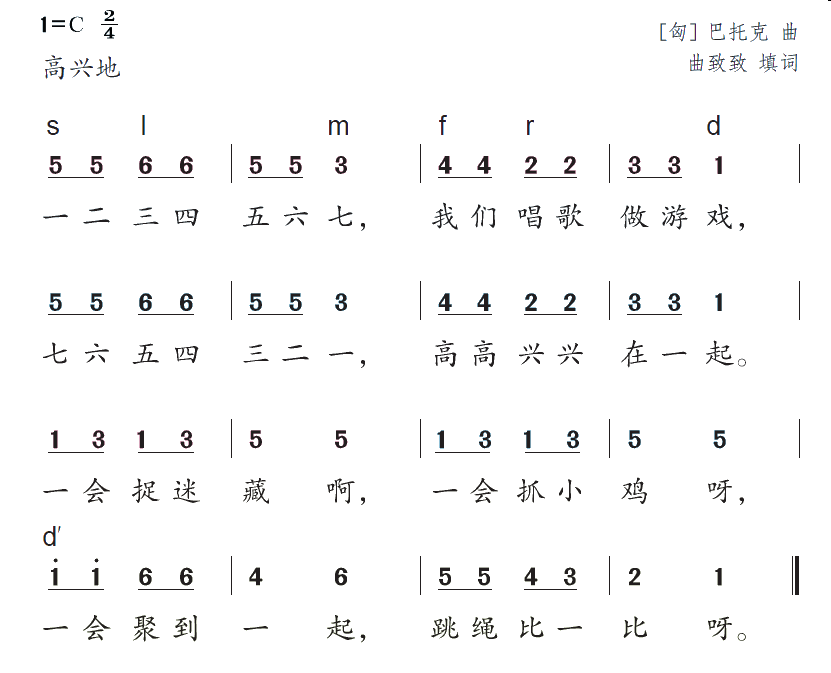 1=C 2/4
[匈] 巴托克 曲
高兴地
曲致致 填词
s l m f r d
5 5 6 6 | 5 5 3 | 4 4 2 2 | 3 3 1 |
一 二 三 四 五 六 七, 我 们 唱 歌 做 游 戏,
5 5 6 6 | 5 5 3 | 4 4 2 2 | 3 3 1 |
七 六 五 四 三 二 一, 高 高 兴 兴 在 一 起。
1 3 1 3 | 5 5 | 1 3 1 3 | 5 5 |
一 会 捉 迷 藏 啊, 一 会 抓 小 鸡 呀,
d′
i i 6 6 | 4 6 | 5 5 4 3 | 2 1 ‖
一 会 聚 到 一 起, 跳 绳 比 一 比 呀。